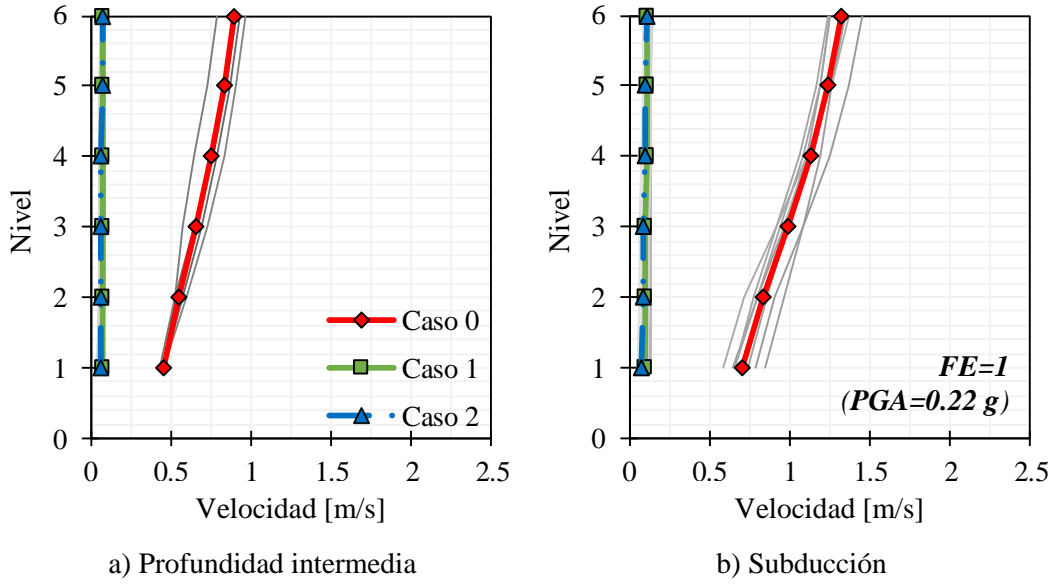 6
5
4
3
2
1
0
Nivel
0
0.5
1
1.5
2
2.5
Velocidad [m/s]
Caso 0
Caso 1
Caso 2
a) Profundidad intermedia
6
5
4
3
2
1
0
Nivel
0
0.5
1
1.5
2
2.5
Velocidad [m/s]
FE=1
(PGA=0.22 g)
b) Subducción